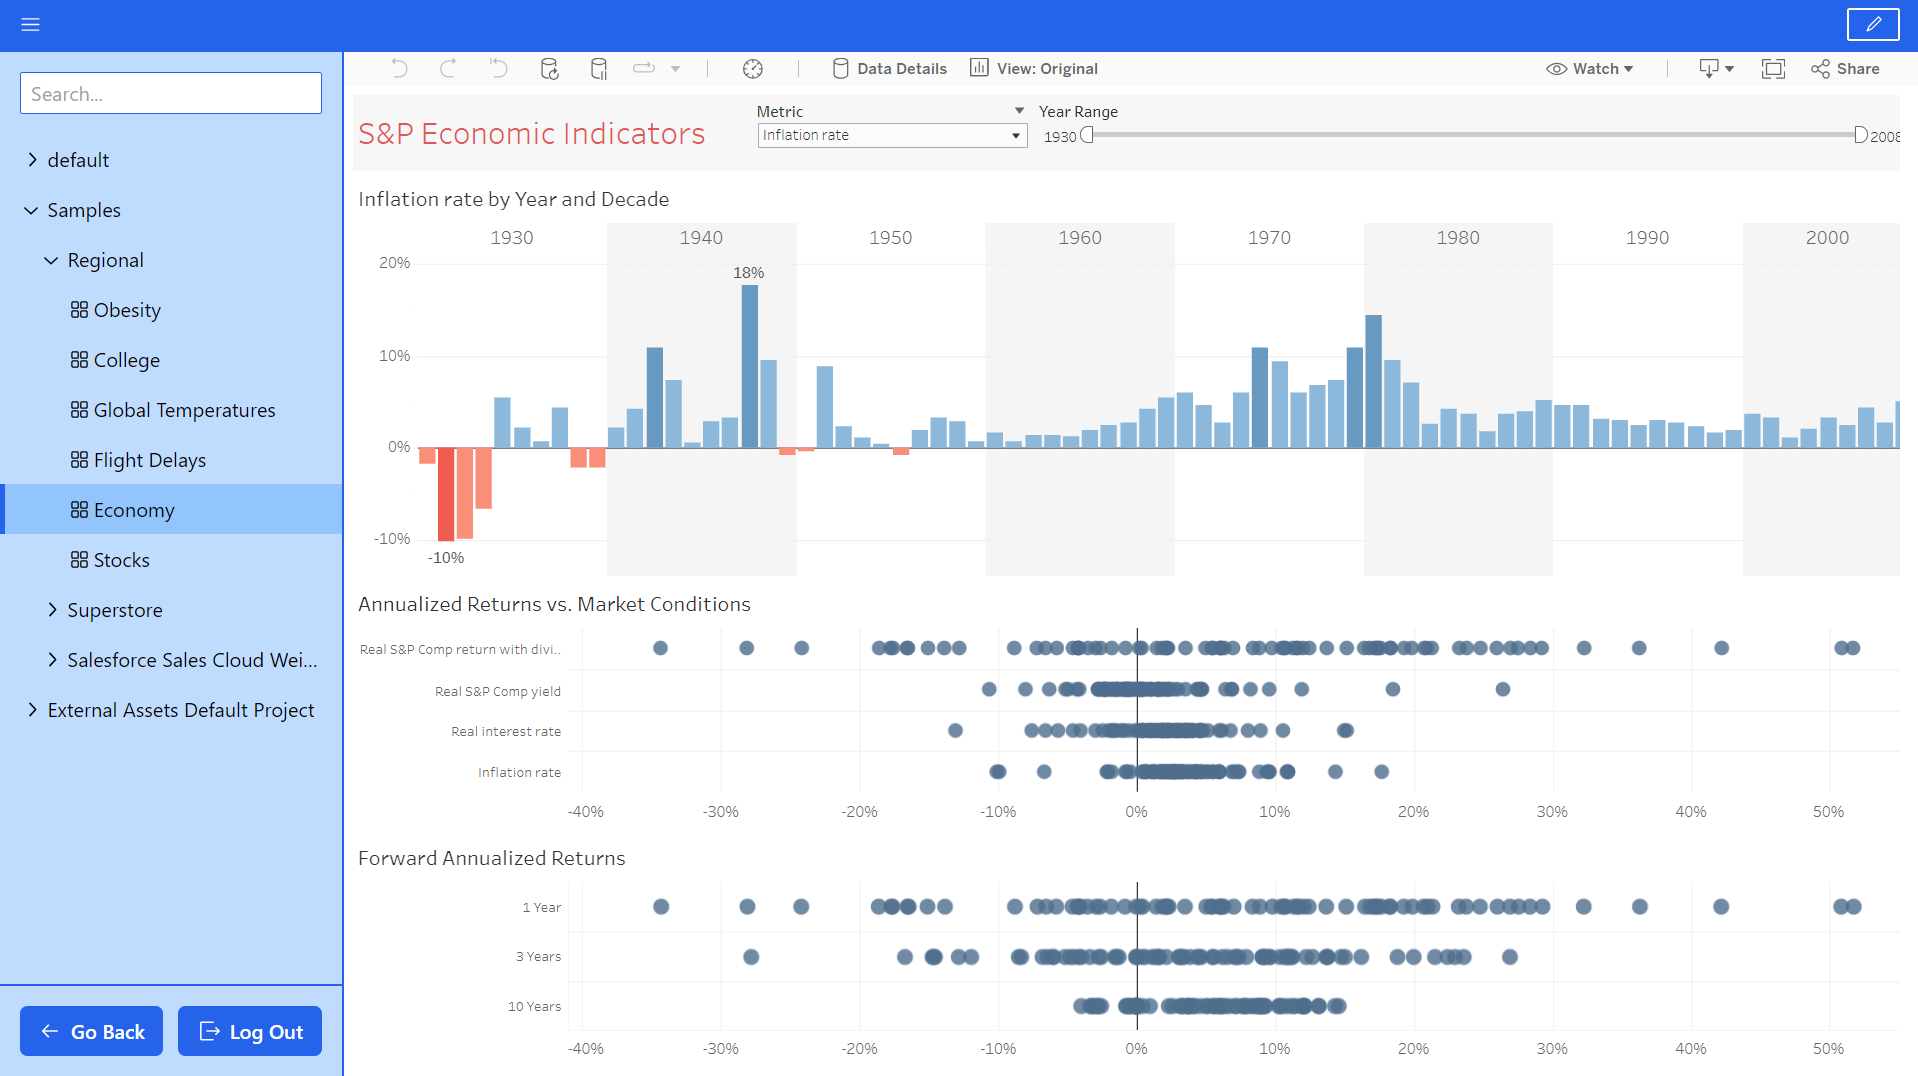 Data Details
View: Original
Watch
Share
Search...
default
Samples
Regional
Obesity
College
Global Temperatures
Flight Delays
Economy
Stocks
Superstore
Salesforce Sales Cloud Wei...
External Assets Default Project
Go Back
Log Out
S&P Economic Indicators
Metric
Inflation rate
Year Range
1930
2008
Inflation rate by Year and Decade
1930 1940 1950 1960 1970 1980 1990 2000
20%
18%
10%
0%
-10%
-10%
Annualized Returns vs. Market Conditions
Real S&P Comp return with divi..
Real S&P Comp yield
Real interest rate
Inflation rate
-40% -30% -20% -10% 0% 10% 20% 30% 40% 50%
Forward Annualized Returns
1 Year
3 Years
10 Years
-40% -30% -20% -10% 0% 10% 20% 30% 40% 50%